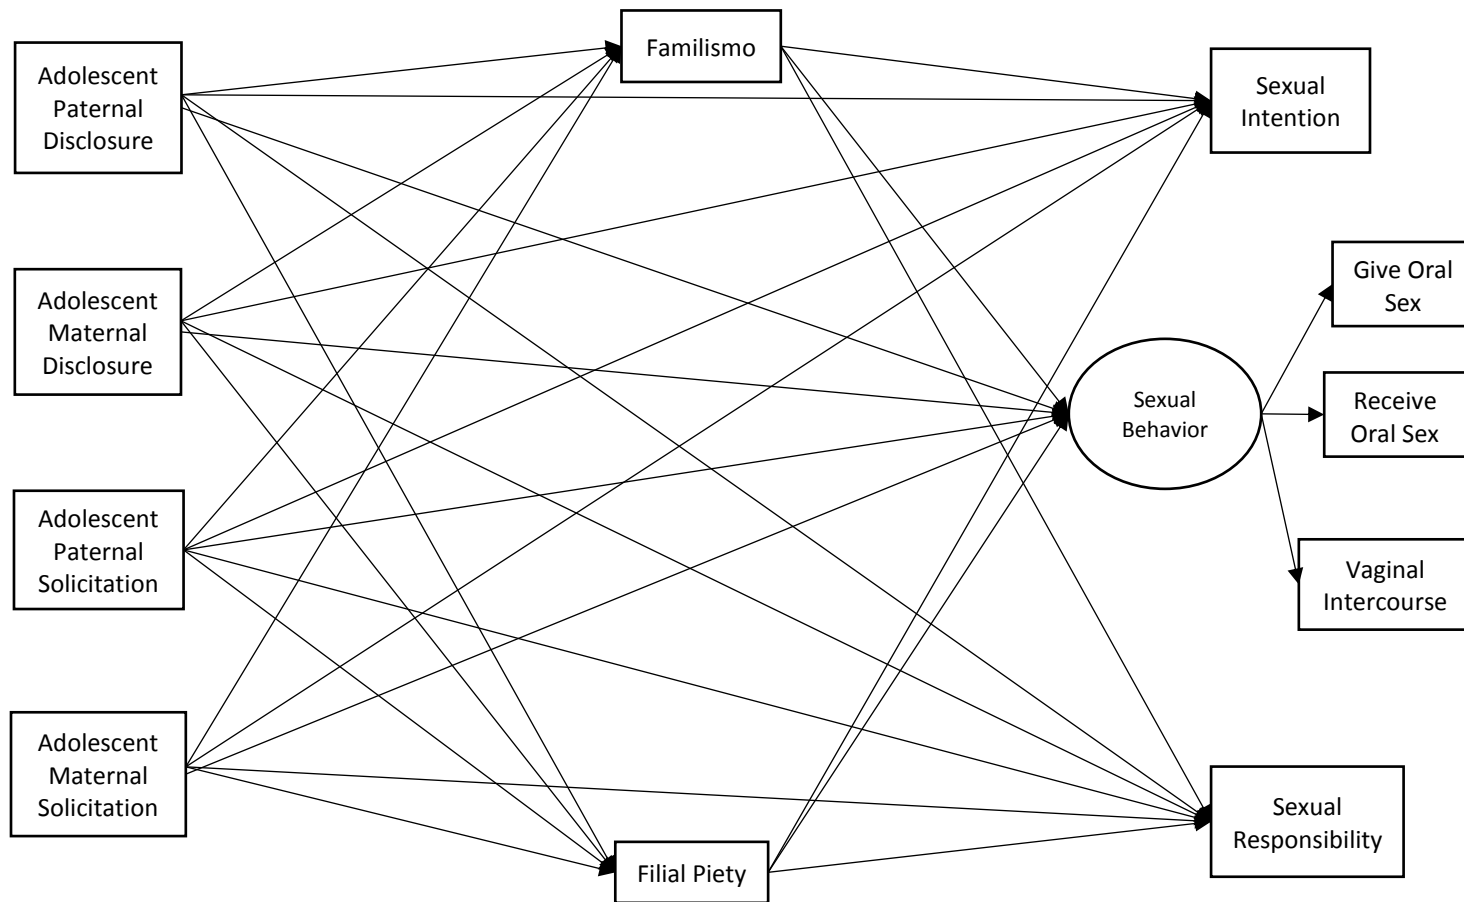 Adolescent
Paternal
Disclosure
Adolescent
Maternal
Disclosure
Adolescent
Paternal
Solicitation
Adolescent
Maternal
Solicitation
Familismo
Filial Piety
Sexual
Intention
Sexual
Behavior
Give Oral
Sex
Receive
Oral Sex
Vaginal
Intercourse
Sexual
Responsibility